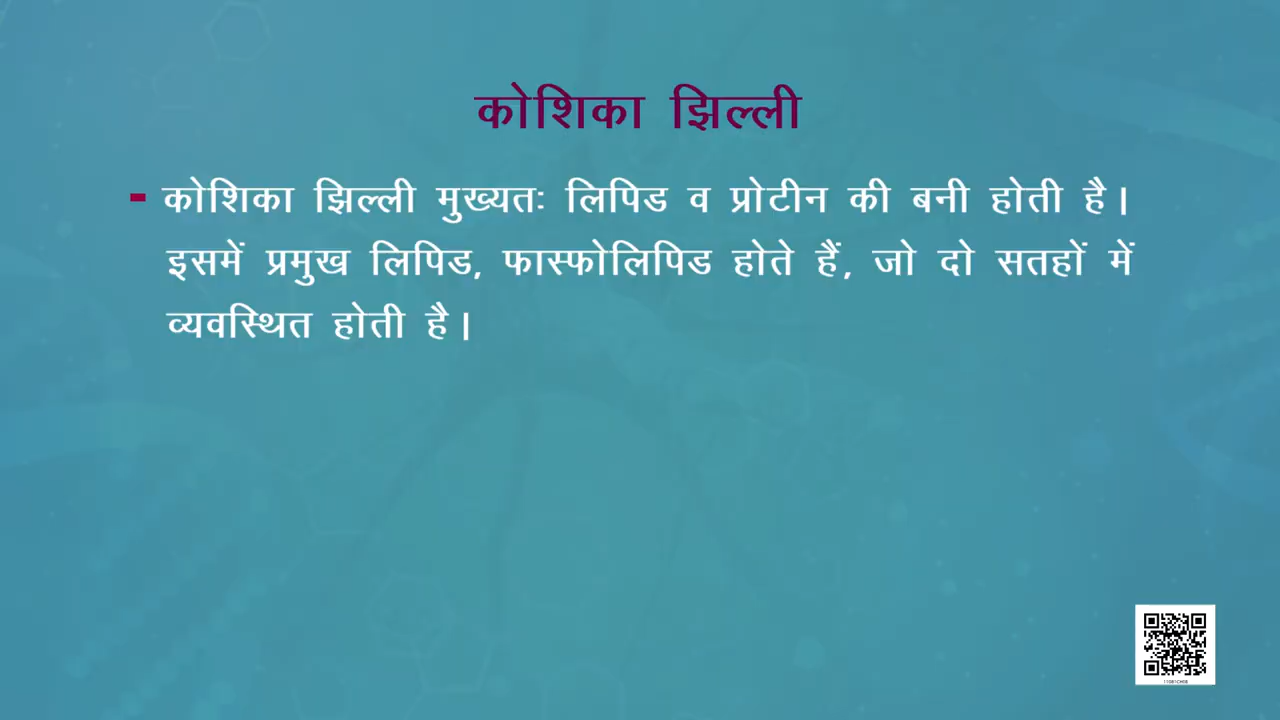 कोशिका झिल्ली
- कोशिका झिल्ली मुख्यतः लिपिड व प्रोटीन की बनी होती है।
इसमें प्रमुख लिपिड, फास्फोलिपिड होते हैं, जो दो सतहों में
व्यवस्थित होती है।